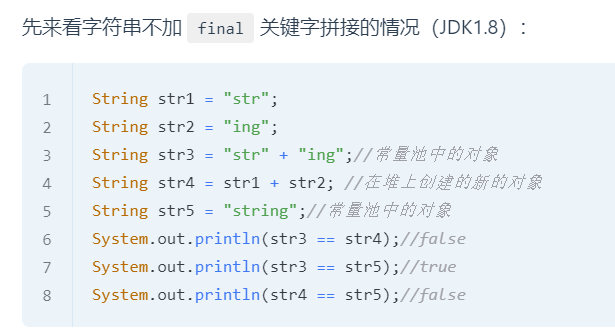 先来看字符串不加 final 关键字拼接的情况（JDK1.8）：
1 String str1 = "str";
2 String str2 = "ing";
3 String str3 = "str" + "ing";//常量池中的对象
4 String str4 = str1 + str2; //在堆上创建的新的对象
5 String str5 = "string";//常量池中的对象
6 System.out.println(str3 == str4);//false
7 System.out.println(str3 == str5);//true
8 System.out.println(str4 == str5);//false